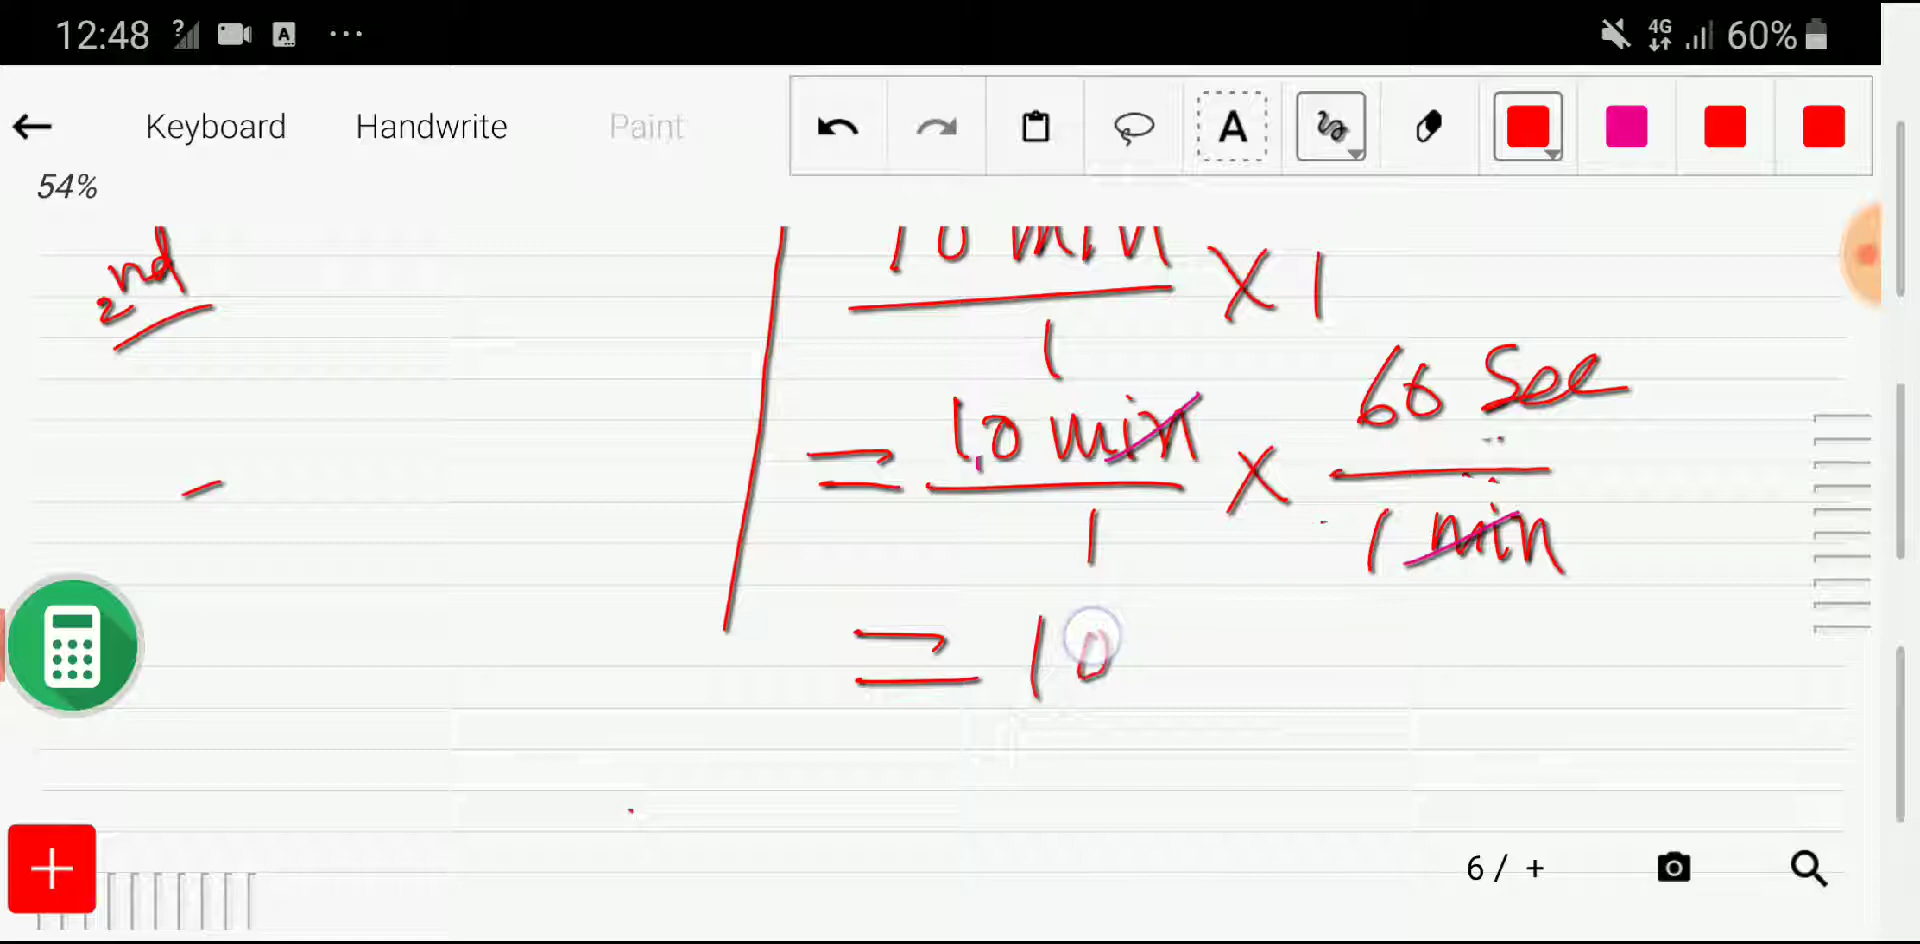 12:48 ? A ... 4G 60%
Keyboard Handwrite Paint A
54%
2nd
10 min × 1
1
= 10 min × 60 Sec
1 1 min
= 10
6 / +